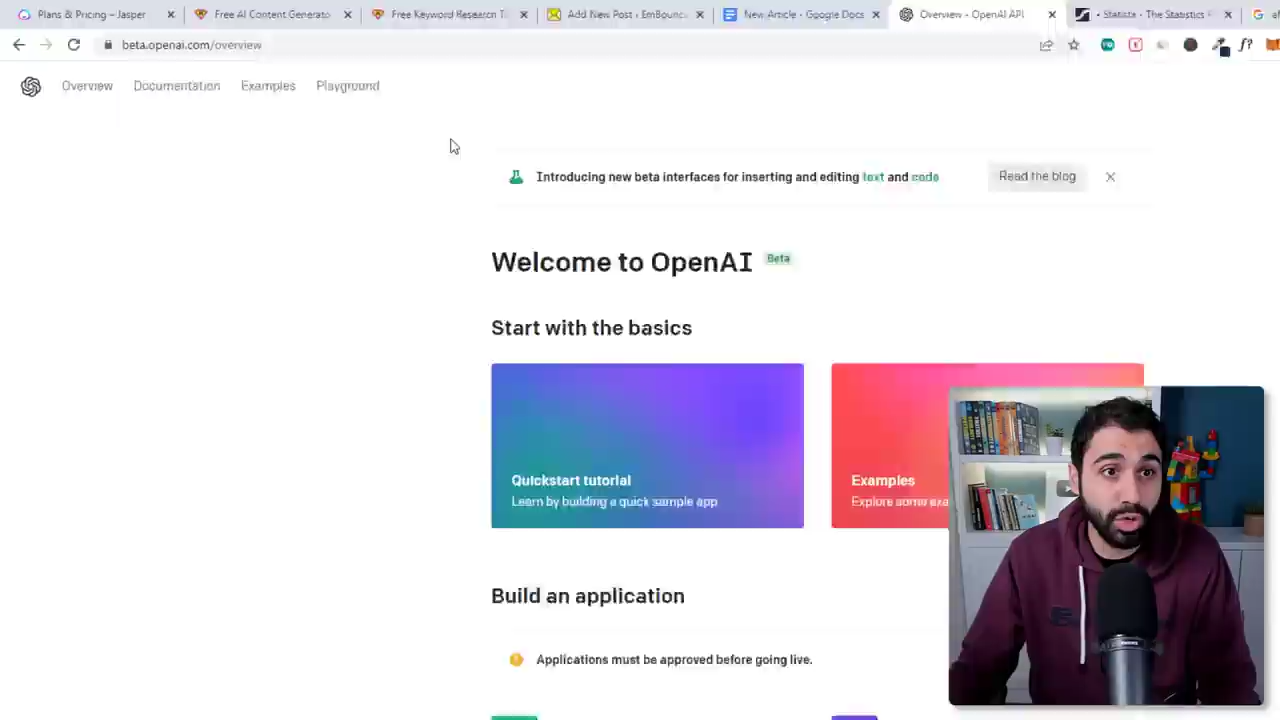 Plans & Pricing – Jasper
Free AI Content Generato
Free Keyword Research T
Add New Post ‹ EmBounc
New Article - Google Docs
Overview - OpenAI API
• Statista - The Statistics P
beta.openai.com/overview
f?
Overview Documentation Examples Playground
Introducing new beta interfaces for inserting and editing text and code
Read the blog
Welcome to OpenAI Beta
Start with the basics
Quickstart tutorial
Learn by building a quick sample app
Examples
Explore some exa
Build an application
Applications must be approved before going live.